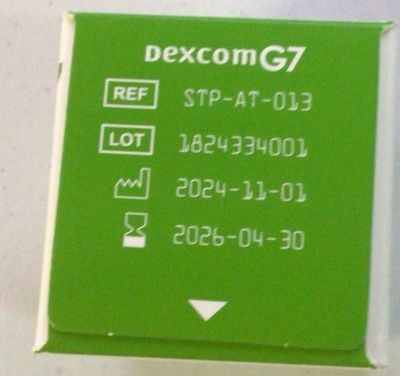 Dexcom G7
REF STP-AT-013
LOT 1824334001
2024-11-01
2026-04-30